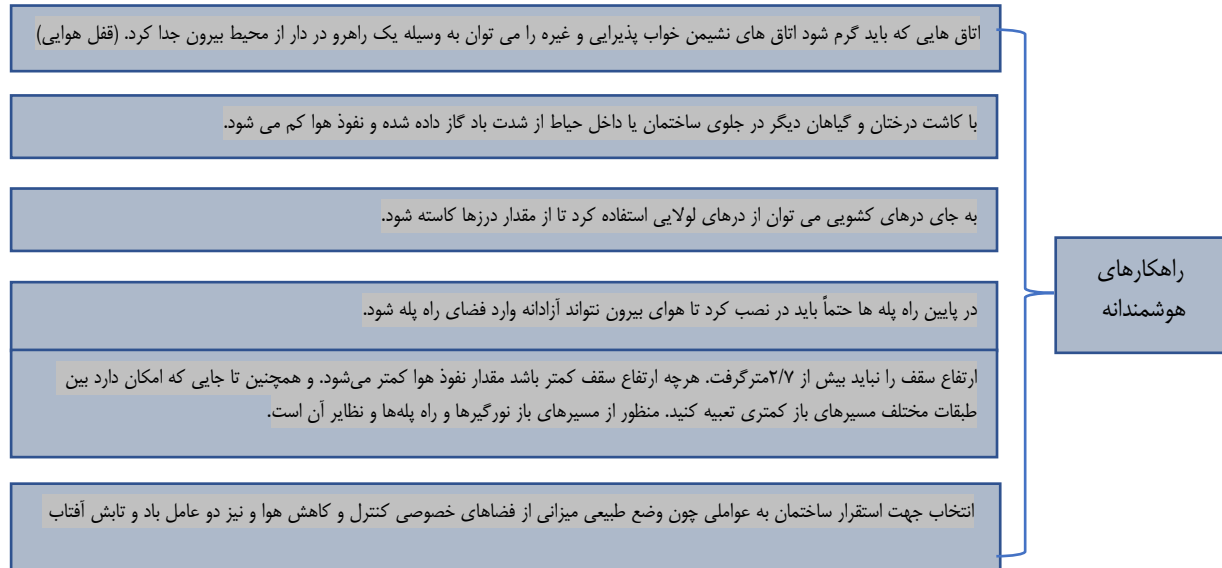 راهکارهای
هوشمندانه
اتاق هایی که باید گرم شود اتاق های نشیمن خواب پذیرایی و غیره را می توان به وسیله یک راهرو در دار از محیط بیرون جدا کرد. (قفل هوایی)
با کاشت درختان و گیاهان دیگر در جلوی ساختمان یا داخل حیاط از شدت باد گاز داده شده و نفوذ هوا کم می شود.
به جای درهای کشویی می توان از درهای لولایی استفاده کرد تا از مقدار درزها کاسته شود.
در پایین راه پله ها حتماً باید در نصب کرد تا هوای بیرون نتواند آزادانه وارد فضای راه پله شود.
ارتفاع سقف را نباید بیش از ۲/۷مترگرفت. هرچه ارتفاع سقف کمتر باشد مقدار نفوذ هوا کمتر می‌شود. و همچنین تا جایی که امکان دارد بین
طبقات مختلف مسیرهای باز کمتری تعبیه کنید. منظور از مسیرهای باز نورگیرها و راه پله‌ها و نظایر آن است.
انتخاب جهت استقرار ساختمان به عواملی چون وضع طبیعی میزانی از فضاهای خصوصی کنترل و کاهش هوا و نیز دو عامل باد و تابش آفتاب